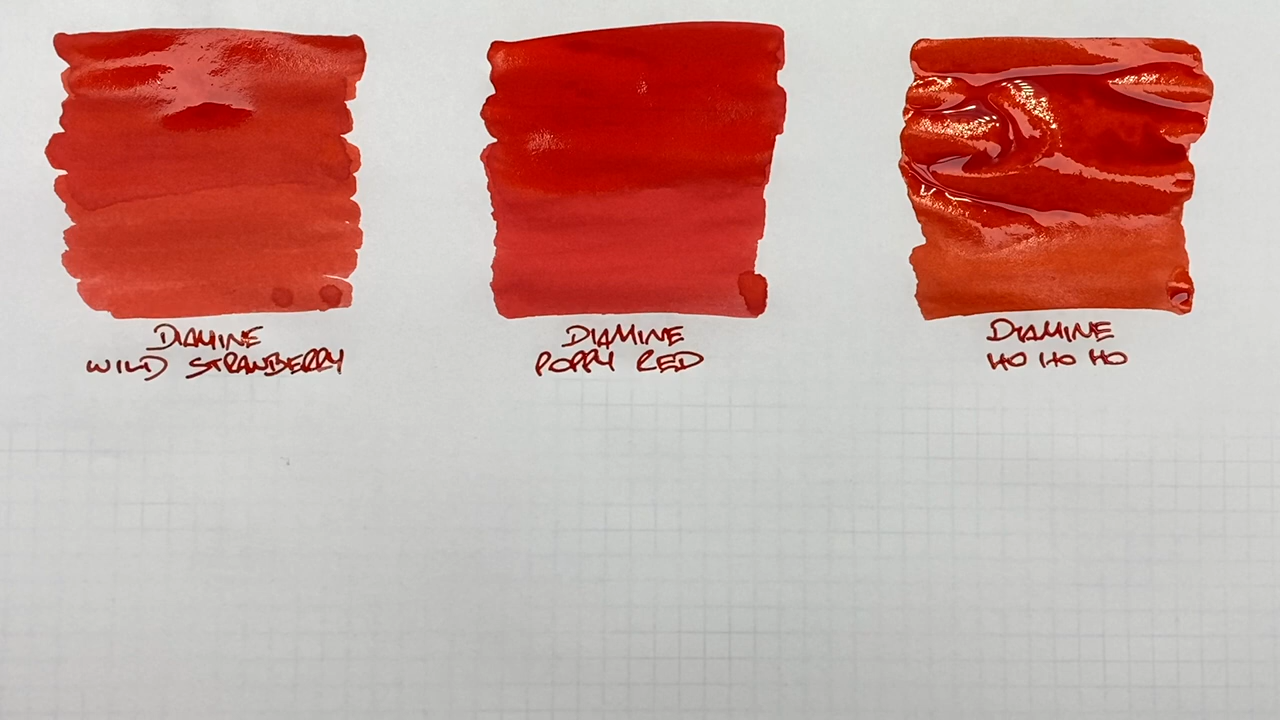 DIAMINE
WILD STRAWBERRY
DIAMINE
POPPY RED
DIAMINE
HO HO HO